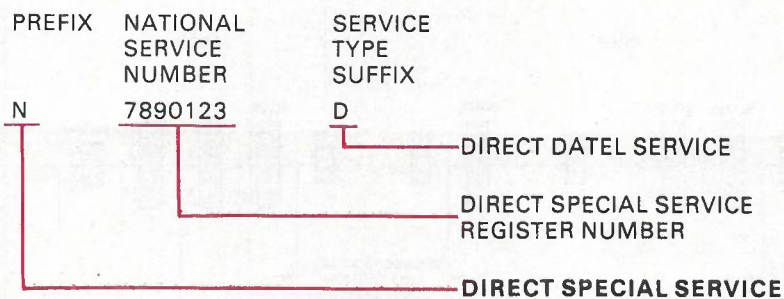 PREFIX NATIONAL SERVICE NUMBER SERVICE TYPE SUFFIX
N 7890123 D
DIRECT DATEL SERVICE
DIRECT SPECIAL SERVICE
REGISTER NUMBER
DIRECT SPECIAL SERVICE